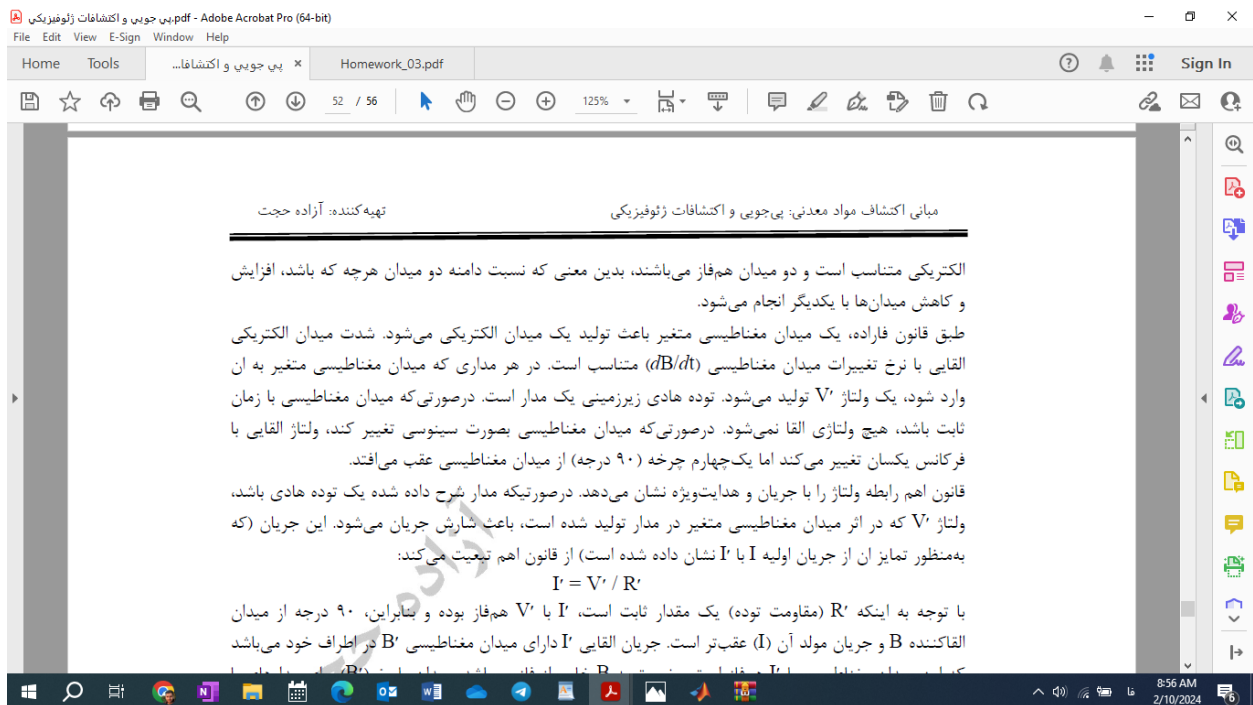 پي جويي و اكتشافات ژئوفيزيكي.pdf - Adobe Acrobat Pro (64-bit)
File Edit View E-Sign Window Help
Home Tools پي جويي و اكتشافا... × Homework_03.pdf Sign In
52 / 56 125%
مبانی اکتشاف مواد معدنی: پی‌جویی و اکتشافات ژئوفیزیکی تهیه‌کننده: آزاده حجت
الکتریکی متناسب است و دو میدان هم‌فاز می‌باشند، بدین معنی که نسبت دامنه دو میدان هرچه که باشد، افزایش
و کاهش میدان‌ها با یکدیگر انجام می‌شود.
طبق قانون فاراده، یک میدان مغناطیسی متغیر باعث تولید یک میدان الکتریکی می‌شود. شدت میدان الکتریکی
القایی با نرخ تغییرات میدان مغناطیسی (dB/dt) متناسب است. در هر مداری که میدان مغناطیسی متغیر به ان
وارد شود، یک ولتاژ V′ تولید می‌شود. توده هادی زیرزمینی یک مدار است. درصورتی‌که میدان مغناطیسی با زمان
ثابت باشد، هیچ ولتاژی القا نمی‌شود. درصورتی‌که میدان مغناطیسی بصورت سینوسی تغییر کند، ولتاژ القایی با
فرکانس یکسان تغییر می‌کند اما یک‌چهارم چرخه (۹۰ درجه) از میدان مغناطیسی عقب می‌افتد.
قانون اهم رابطه ولتاژ را با جریان و هدایت‌ویژه نشان می‌دهد. درصورتیکه مدار شرح داده شده یک توده هادی باشد،
ولتاژ V′ که در اثر میدان مغناطیسی متغیر در مدار تولید شده است، باعث شارش جریان می‌شود. این جریان (که
به‌منظور تمایز ان از جریان اولیه I با I′ نشان داده شده است) از قانون اهم تبعیت می‌کند:
I′ = V′ / R′
با توجه به اینکه R′ (مقاومت توده) یک مقدار ثابت است، I′ با V′ هم‌فاز بوده و بنابراین، ۹۰ درجه از میدان
القاکننده B و جریان مولد آن (I) عقب‌تر است. جریان القایی I′ دارای میدان مغناطیسی B′ در اطراف خود می‌باشد
آزاده
8:56 AM
2/10/2024
فا
6